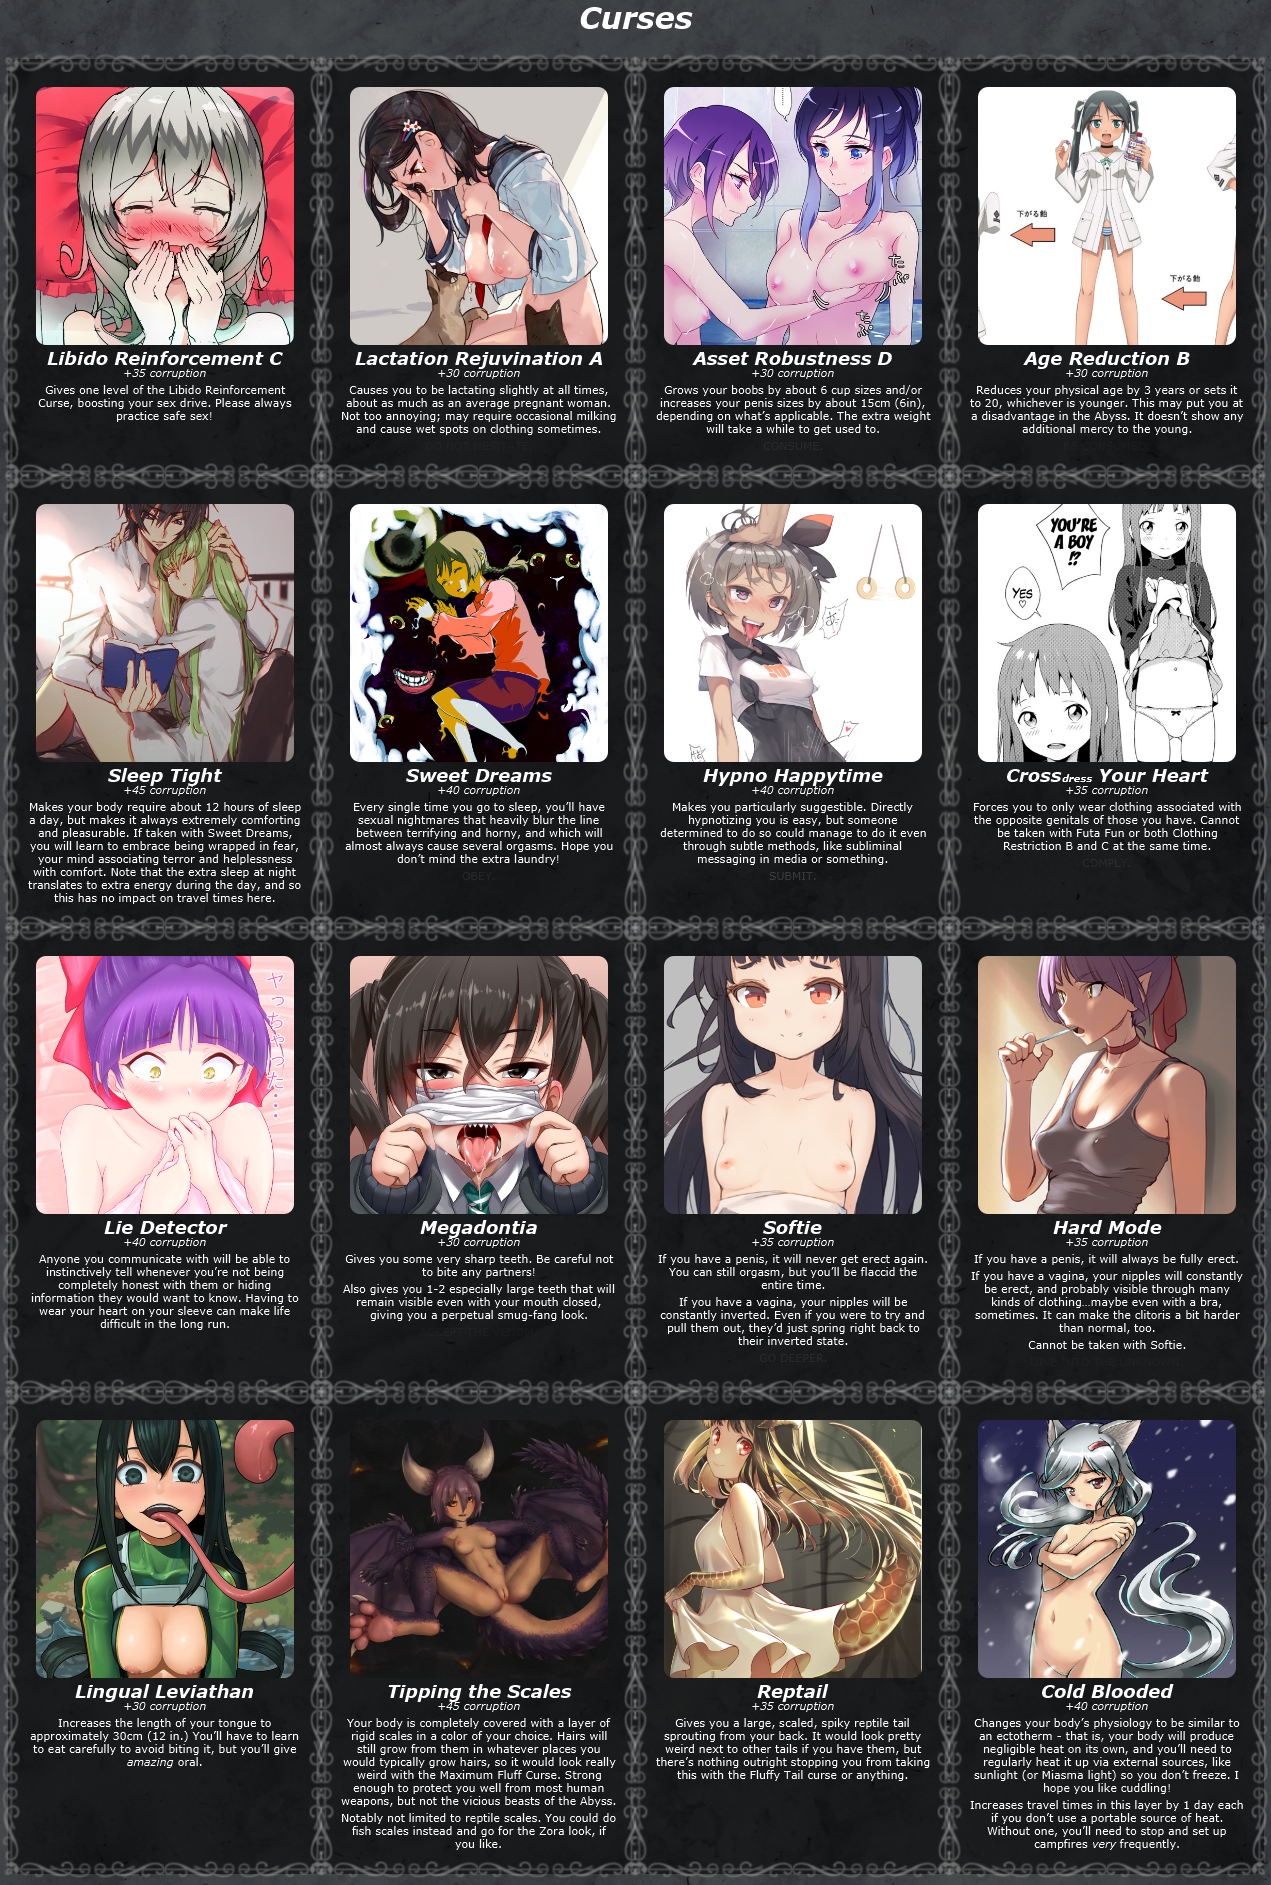 Curses
Libido Reinforcement C
+35 corruption
Gives one level of the Libido Reinforcement
Curse, boosting your sex drive. Please always
practice safe sex!
Lactation Rejuvination A
+30 corruption
Causes you to be lactating slightly at all times,
about as much as an average pregnant woman.
Not too annoying; may require occasional milking
and cause wet spots on clothing sometimes.
たぷ
たぷ
Asset Robustness D
+30 corruption
Grows your boobs by about 6 cup sizes and/or
increases your penis sizes by about 15cm (6in),
depending on what's applicable. The extra weight
will take a while to get used to.
CONSUME.
下がる飴
下がる飴
Age Reduction B
+30 corruption
Reduces your physical age by 3 years or sets it
to 20, whichever is younger. This may put you at
a disadvantage in the Abyss. It doesn't show any
additional mercy to the young.
Sleep Tight
+45 corruption
Makes your body require about 12 hours of sleep
a day, but makes it always extremely comforting
and pleasurable. If taken with Sweet Dreams,
you will learn to embrace being wrapped in fear,
your mind associating terror and helplessness
with comfort. Note that the extra sleep at night
translates to extra energy during the day, and so
this has no impact on travel times here.
Sweet Dreams
+40 corruption
Every single time you go to sleep, you'll have
sexual nightmares that heavily blur the line
between terrifying and horny, and which will
almost always cause several orgasms. Hope you
don't mind the extra laundry!
OBEY.
Hypno Happytime
+40 corruption
Makes you particularly suggestible. Directly
hypnotizing you is easy, but someone
determined to do so could manage to do it even
through subtle methods, like subliminal
messaging in media or something.
SUBMIT.
YOU'RE
A BOY
!?
YES
♡
Crossdress Your Heart
+35 corruption
Forces you to only wear clothing associated with
the opposite genitals of those you have. Cannot
be taken with Futa Fun or both Clothing
Restriction B and C at the same time.
COMPLY.
ヤっちゃった...
Lie Detector
+40 corruption
Anyone you communicate with will be able to
instinctively tell whenever you're not being
completely honest with them or hiding
information they would want to know. Having to
wear your heart on your sleeve can make life
difficult in the long run.
Megadontia
+30 corruption
Gives you some very sharp teeth. Be careful not
to bite any partners!
Also gives you 1-2 especially large teeth that will
remain visible even with your mouth closed,
giving you a perpetual smug-fang look.
Softie
+35 corruption
If you have a penis, it will never get erect again.
You can still orgasm, but you'll be flaccid the
entire time.
If you have a vagina, your nipples will be
constantly inverted. Even if you were to try and
pull them out, they'd just spring right back to
their inverted state.
GO DEEPER.
Hard Mode
+35 corruption
If you have a penis, it will always be fully erect.
If you have a vagina, your nipples will constantly
be erect, and probably visible through many
kinds of clothing...maybe even with a bra,
sometimes. It can make the clitoris a bit harder
than normal, too.
Cannot be taken with Softie.
Lingual Leviathan
+30 corruption
Increases the length of your tongue to
approximately 30cm (12 in.) You'll have to learn
to eat carefully to avoid biting it, but you'll give
amazing oral.
Tipping the Scales
+45 corruption
Your body is completely covered with a layer of
rigid scales in a color of your choice. Hairs will
still grow from them in whatever places you
would typically grow hairs, so it would look really
weird with the Maximum Fluff Curse. Strong
enough to protect you well from most human
weapons, but not the vicious beasts of the Abyss.
Notably not limited to reptile scales. You could do
fish scales instead and go for the Zora look, if
you like.
Reptail
+35 corruption
Gives you a large, scaled, spiky reptile tail
sprouting from your back. It would look pretty
weird next to other tails if you have them, but
there's nothing outright stopping you from taking
this with the Fluffy Tail curse or anything.
Cold Blooded
+40 corruption
Changes your body's physiology to be similar to
an ectotherm - that is, your body will produce
negligible heat on its own, and you'll need to
regularly heat it up via external sources, like
sunlight (or Miasma light) so you don't freeze. I
hope you like cuddling!
Increases travel times in this layer by 1 day each
if you don't use a portable source of heat.
Without one, you'll need to stop and set up
campfires very frequently.